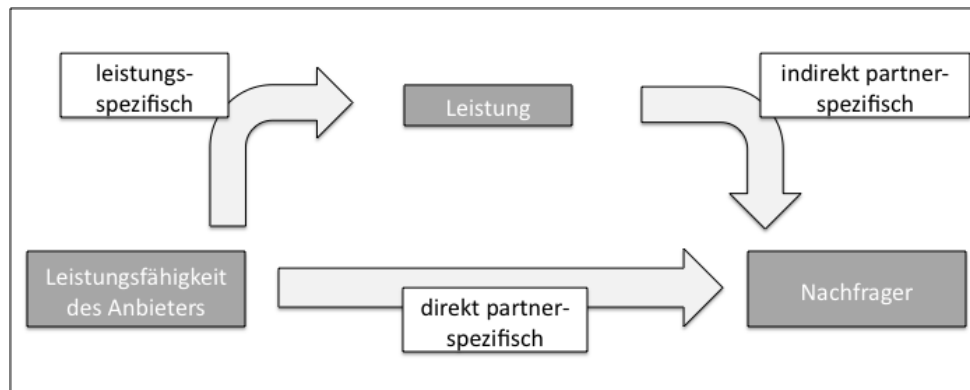 leistungs-
spezifisch
Leistung
indirekt partner-
spezifisch
Leistungsfähigkeit
des Anbieters
direkt partner-
spezifisch
Nachfrager